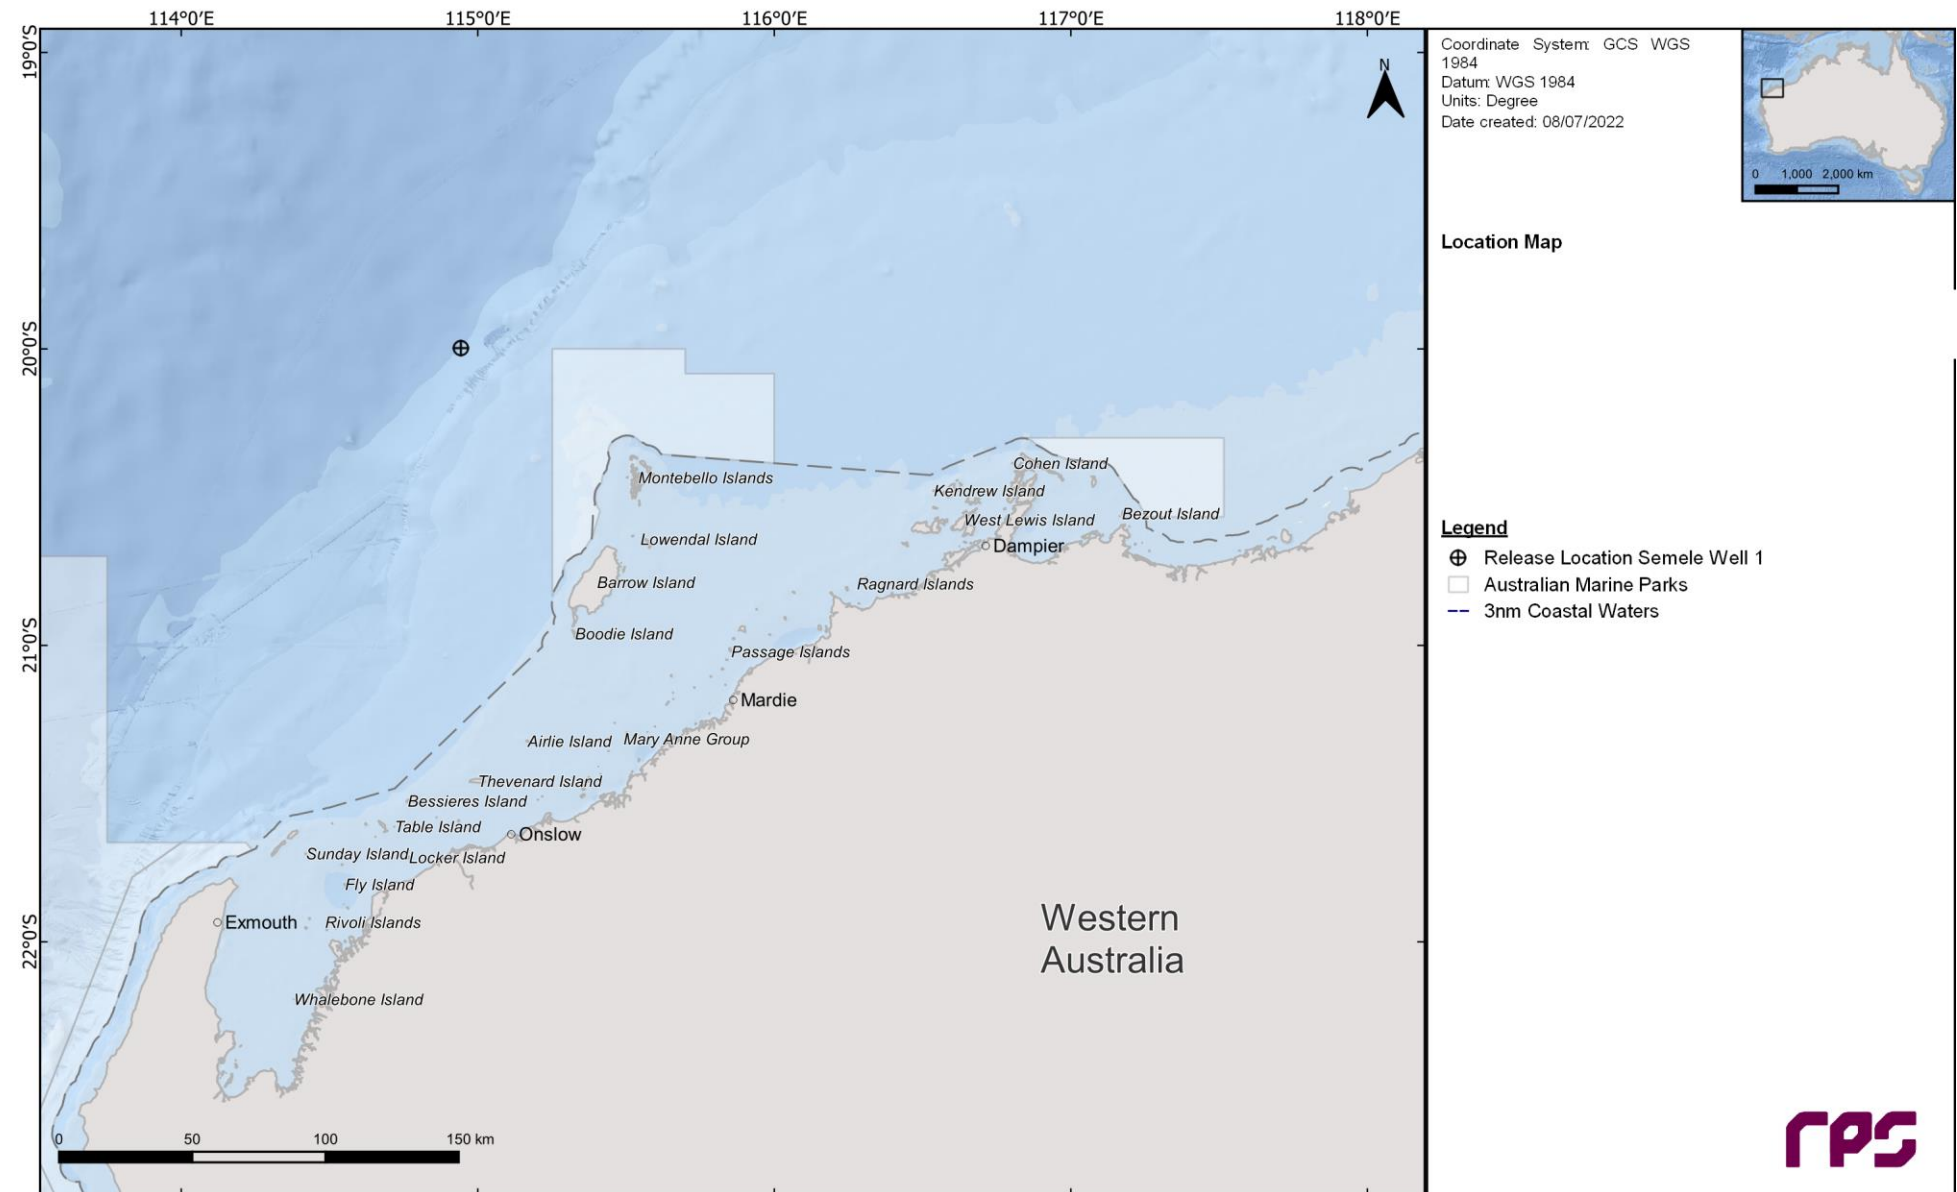 114°0'E 115°0'E 116°0'E 117°0'E 118°0'E
19°0'S
20°0'S
21°0'S
22°0'S
N
Montebello Islands
Lowendal Island
Barrow Island
Boodie Island
Cohen Island
Kendrew Island
West Lewis Island
Bezout Island
Dampier
Ragnard Islands
Passage Islands
Mardie
Airlie Island
Mary Anne Group
Thevenard Island
Bessieres Island
Table Island
Onslow
Sunday Island
Locker Island
Fly Island
Exmouth
Rivoli Islands
Whalebone Island
Western
Australia
0 50 100 150 km
Coordinate System: GCS WGS
1984
Datum: WGS 1984
Units: Degree
Date created: 08/07/2022
0 1,000 2,000 km
Location Map
Legend
Release Location Semele Well 1
Australian Marine Parks
3nm Coastal Waters
rps